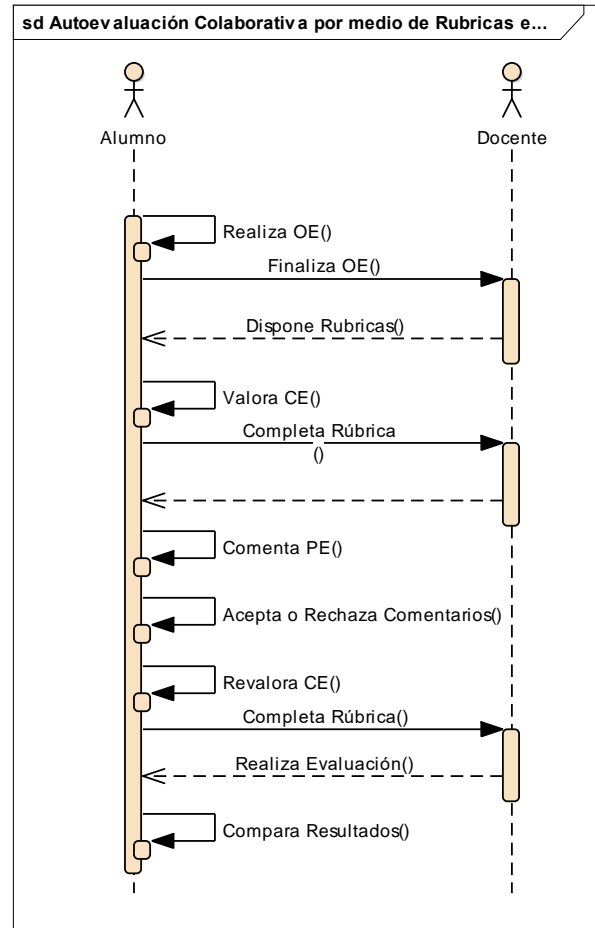 sd Autoevaluación Colaborativa por medio de Rubricas e...
Alumno
Docente
Realiza OE()
Finaliza OE()
Dispone Rubricas()
Valora CE()
Completa Rúbrica
()
Comenta PE()
Acepta o Rechaza Comentarios()
Revalora CE()
Completa Rúbrica()
Realiza Evaluación()
Compara Resultados()